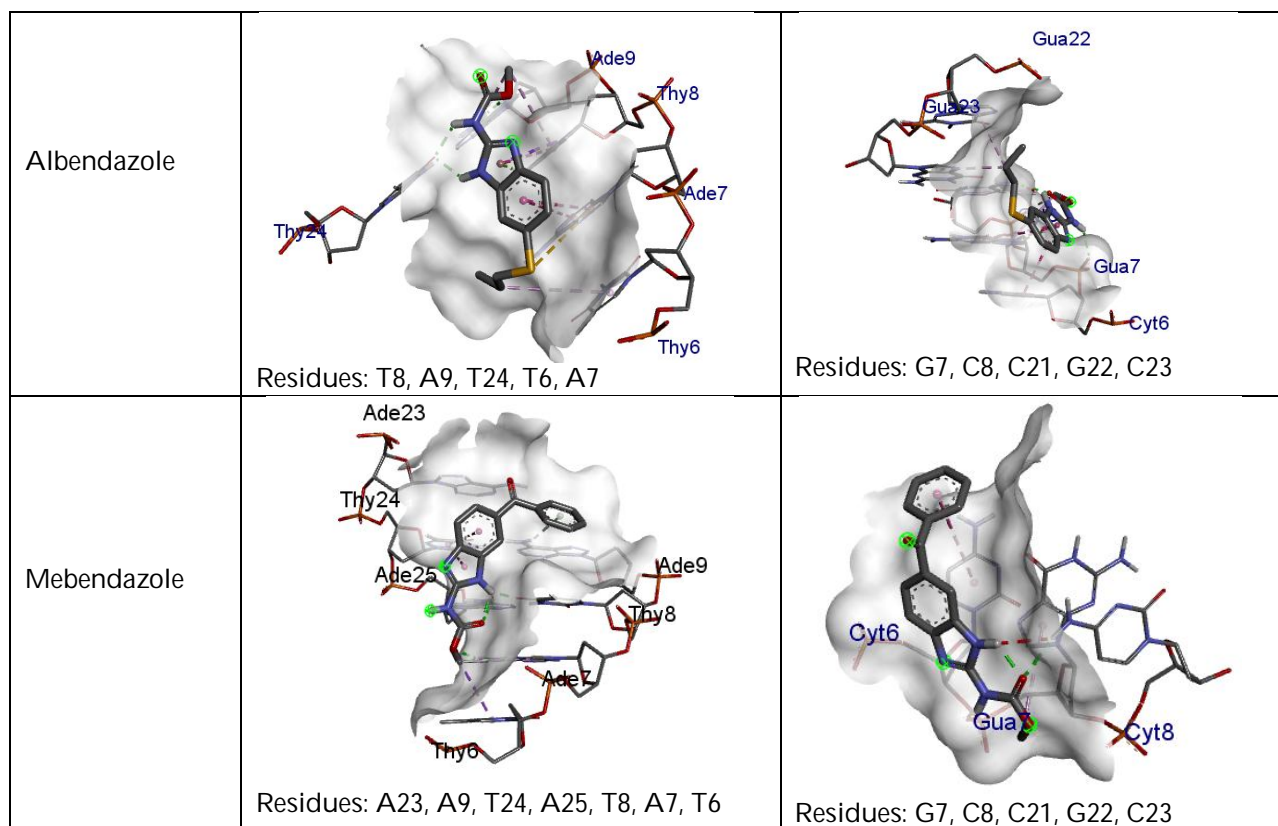 Albendazole
Ade9
Thy8
Ade7
Thy24
Thy6
Residues: T8, A9, T24, T6, A7
Gua22
Gua23
Gua7
Cyt6
Residues: G7, C8, C21, G22, C23
Mebendazole
Ade23
Thy24
Ade25
Ade9
Thy8
Ade7
Thy6
Residues: A23, A9, T24, A25, T8, A7, T6
Cyt6
Gua7
Cyt8
Residues: G7, C8, C21, G22, C23